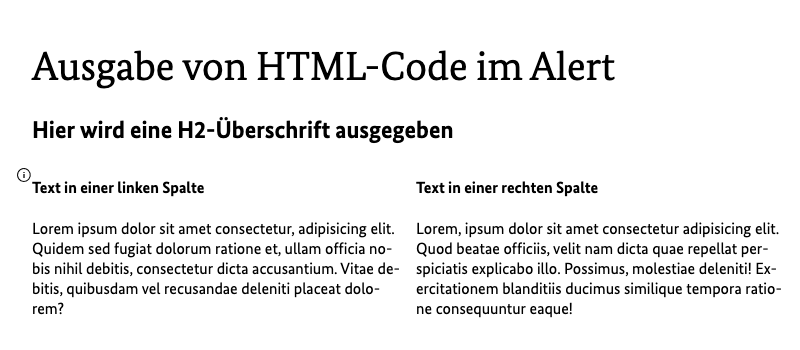 Ausgabe von HTML-Code im Alert
Hier wird eine H2-Überschrift ausgegeben
Text in einer linken Spalte
Lorem ipsum dolor sit amet consectetur, adipisicing elit.
Quidem sed fugiat dolorum ratione et, ullam officia no-
bis nihil debitis, consectetur dicta accusantium. Vitae de-
bitis, quibusdam vel recusandae deleniti placeat dolo-
rem?
Text in einer rechten Spalte
Lorem, ipsum dolor sit amet consectetur adipisicing elit.
Quod beatae officiis, velit nam dicta quae repellat per-
spiciatis explicabo illo. Possimus, molestiae deleniti! Ex-
ercitationem blanditiis ducimus similique tempora ratio-
ne consequuntur eaque!